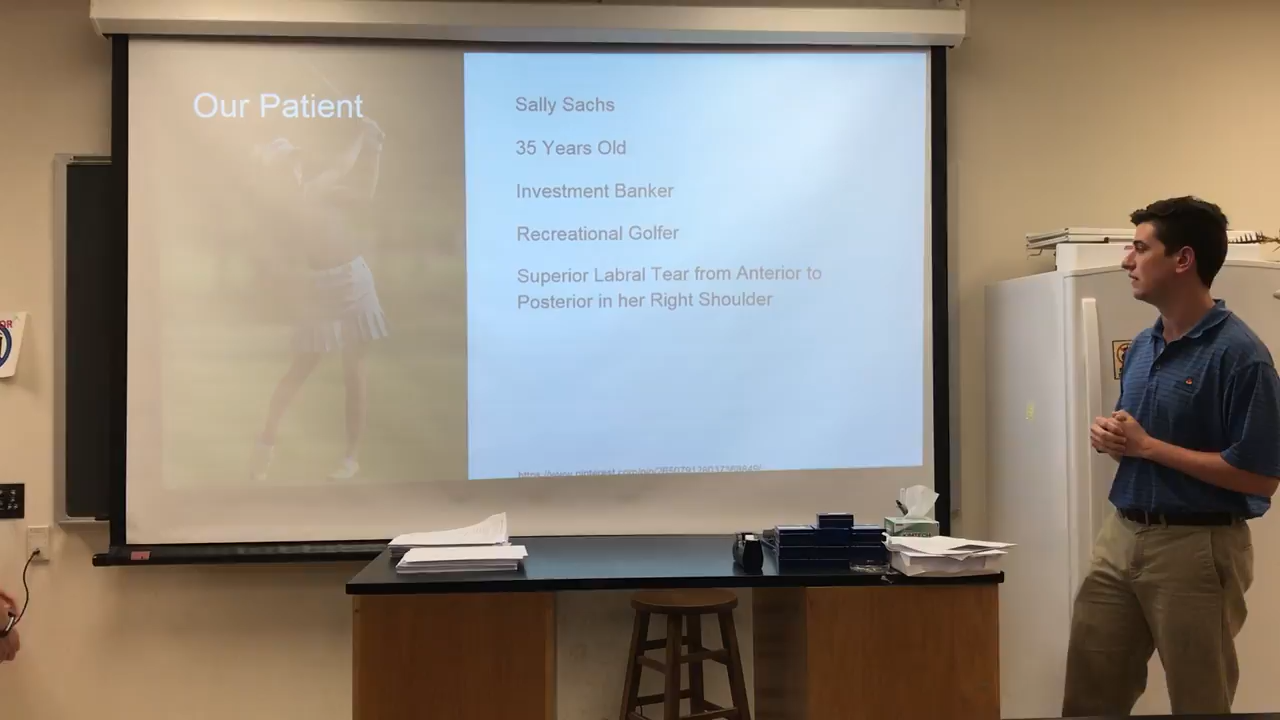 Our Patient
Sally Sachs
35 Years Old
Investment Banker
Recreational Golfer
Superior Labral Tear from Anterior to
Posterior in her Right Shoulder